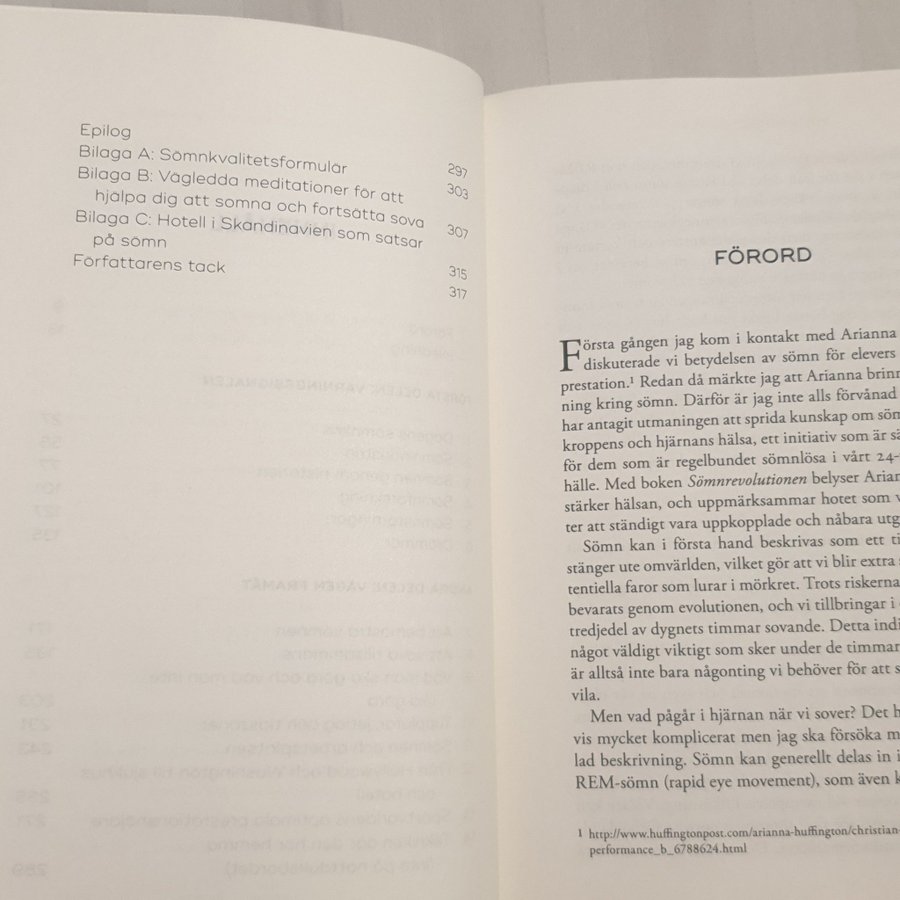 Epilog 297
Bilaga A: Sömnkvalitetsformulär 303
Bilaga B: Vägledda meditationer för att
hjälpa dig att somna och fortsätta sova 307
Bilaga C: Hotell i Skandinavien som satsar
på sömn 315
Författarens tack 317
FÖRORD
Första gången jag kom i kontakt med Arianna
diskuterade vi betydelsen av sömn för elevers
prestation.¹ Redan då märkte jag att Arianna brinn
ning kring sömn. Därför är jag inte alls förvånad
har antagit utmaningen att sprida kunskap om söm
kroppens och hjärnans hälsa, ett initiativ som är sä
för dem som är regelbundet sömnlösa i vårt 24-
hälle. Med boken Sömnrevolutionen belyser Arian
stärker hälsan, och uppmärksammar hotet som v
ter att ständigt vara uppkopplade och nåbara utg
Sömn kan i första hand beskrivas som ett ti
stänger ute omvärlden, vilket gör att vi blir extra
tentiella faror som lurar i mörkret. Trots riskerna
bevarats genom evolutionen, och vi tillbringar i
tredjedel av dygnets timmar sovande. Detta indi
något väldigt viktigt som sker under de timmar
är alltså inte bara någonting vi behöver för att s
vila.
Men vad pågår i hjärnan när vi sover? Det h
vis mycket komplicerat men jag ska försöka m
lad beskrivning. Sömn kan generellt delas in i
REM-sömn (rapid eye movement), som även k
¹ http://www.huffingtonpost.com/arianna-huffington/christian-
performance_b_6788624.html